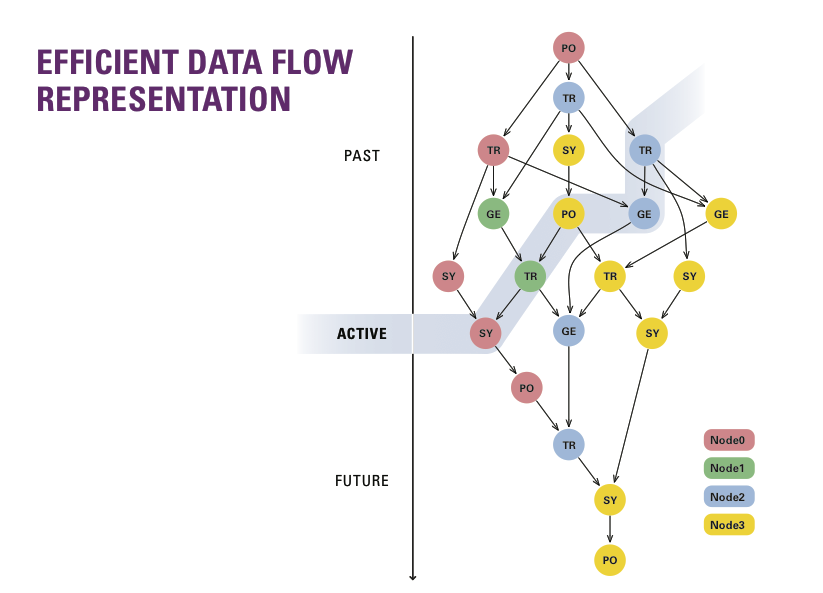 EFFICIENT DATA FLOW
REPRESENTATION
PO
TR
PAST
TR
SY
TR
GE
PO
GE
GE
SY
TR
TR
SY
ACTIVE
SY
GE
SY
PO
TR
Node0
Node1
FUTURE
Node2
SY
Node3
PO